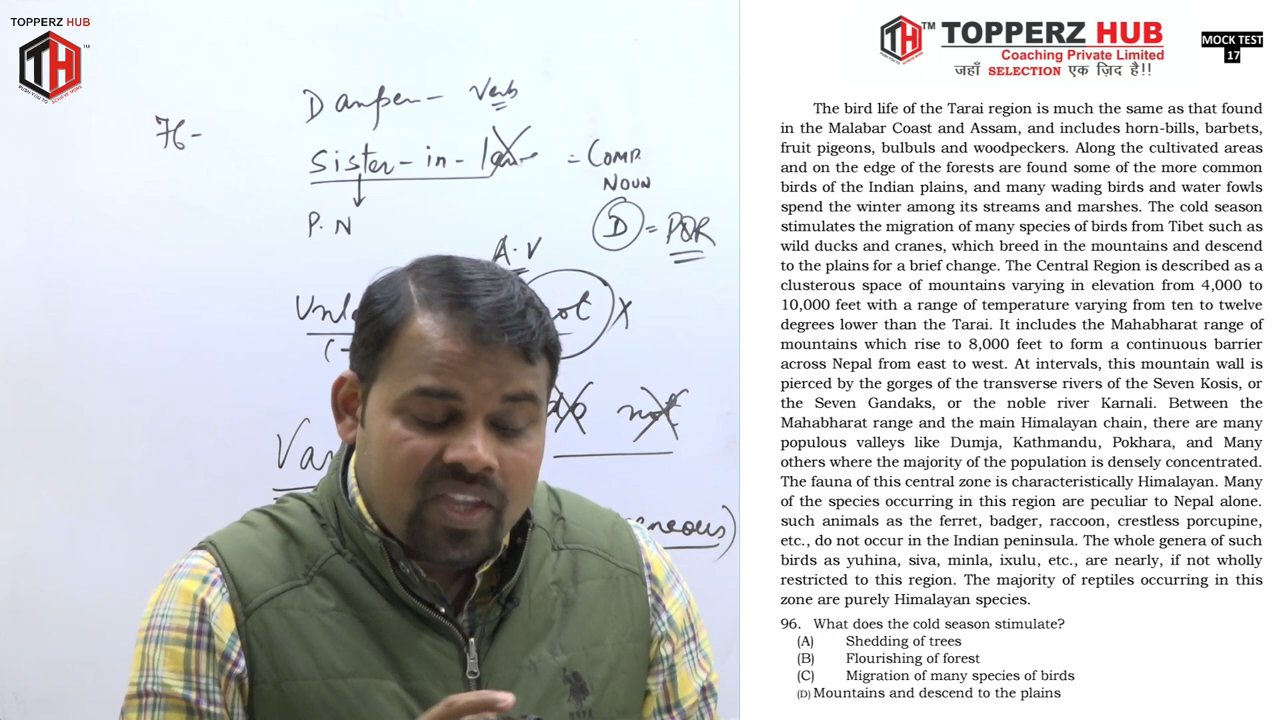 TOPPERZ HUB
TH
TM
PUSH YOU TO ACHIEVE MORE
76-
Dampen - Verb
Sister-in-law = Comp. Noun
P. N
D = PQR
A. V
not X
not
TH TM
TOPPERZ HUB
Coaching Private Limited
जहाँ SELECTION एक ज़िद है!!
MOCK TEST
17
The bird life of the Tarai region is much the same as that found
in the Malabar Coast and Assam, and includes horn-bills, barbets,
fruit pigeons, bulbuls and woodpeckers. Along the cultivated areas
and on the edge of the forests are found some of the more common
birds of the Indian plains, and many wading birds and water fowls
spend the winter among its streams and marshes. The cold season
stimulates the migration of many species of birds from Tibet such as
wild ducks and cranes, which breed in the mountains and descend
to the plains for a brief change. The Central Region is described as a
clusterous space of mountains varying in elevation from 4,000 to
10,000 feet with a range of temperature varying from ten to twelve
degrees lower than the Tarai. It includes the Mahabharat range of
mountains which rise to 8,000 feet to form a continuous barrier
across Nepal from east to west. At intervals, this mountain wall is
pierced by the gorges of the transverse rivers of the Seven Kosis, or
the Seven Gandaks, or the noble river Karnali. Between the
Mahabharat range and the main Himalayan chain, there are many
populous valleys like Dumja, Kathmandu, Pokhara, and Many
others where the majority of the population is densely concentrated.
The fauna of this central zone is characteristically Himalayan. Many
of the species occurring in this region are peculiar to Nepal alone.
such animals as the ferret, badger, raccoon, crestless porcupine,
etc., do not occur in the Indian peninsula. The whole genera of such
birds as yuhina, siva, minla, ixulu, etc., are nearly, if not wholly
restricted to this region. The majority of reptiles occurring in this
zone are purely Himalayan species.
96. What does the cold season stimulate?
(A) Shedding of trees
(B) Flourishing of forest
(C) Migration of many species of birds
(D) Mountains and descend to the plains